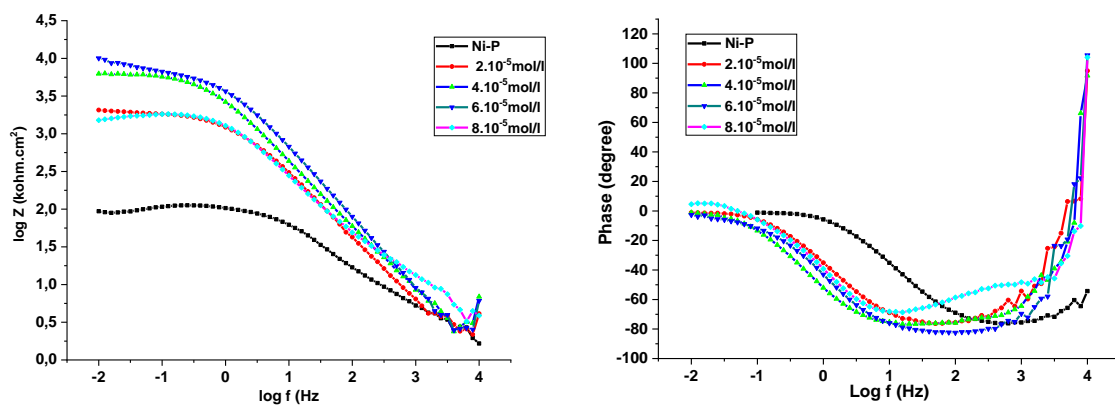 4,5
4,0
3,5
3,0
2,5
2,0
1,5
1,0
0,5
0,0
log Z (kohm.cm²)
-2 -1 0 1 2 3 4
log f (Hz
Ni-P
2.10⁻⁵mol/l
4.10⁻⁵mol/l
6.10⁻⁵mol/l
8.10⁻⁵mol/l
120
100
80
60
40
20
0
-20
-40
-60
-80
-100
Phase (degree)
-2 -1 0 1 2 3 4
Log f (Hz)
Ni-P
2.10⁻⁵mol/l
4.10⁻⁵mol/l
6.10⁻⁵mol/l
8.10⁻⁵mol/l